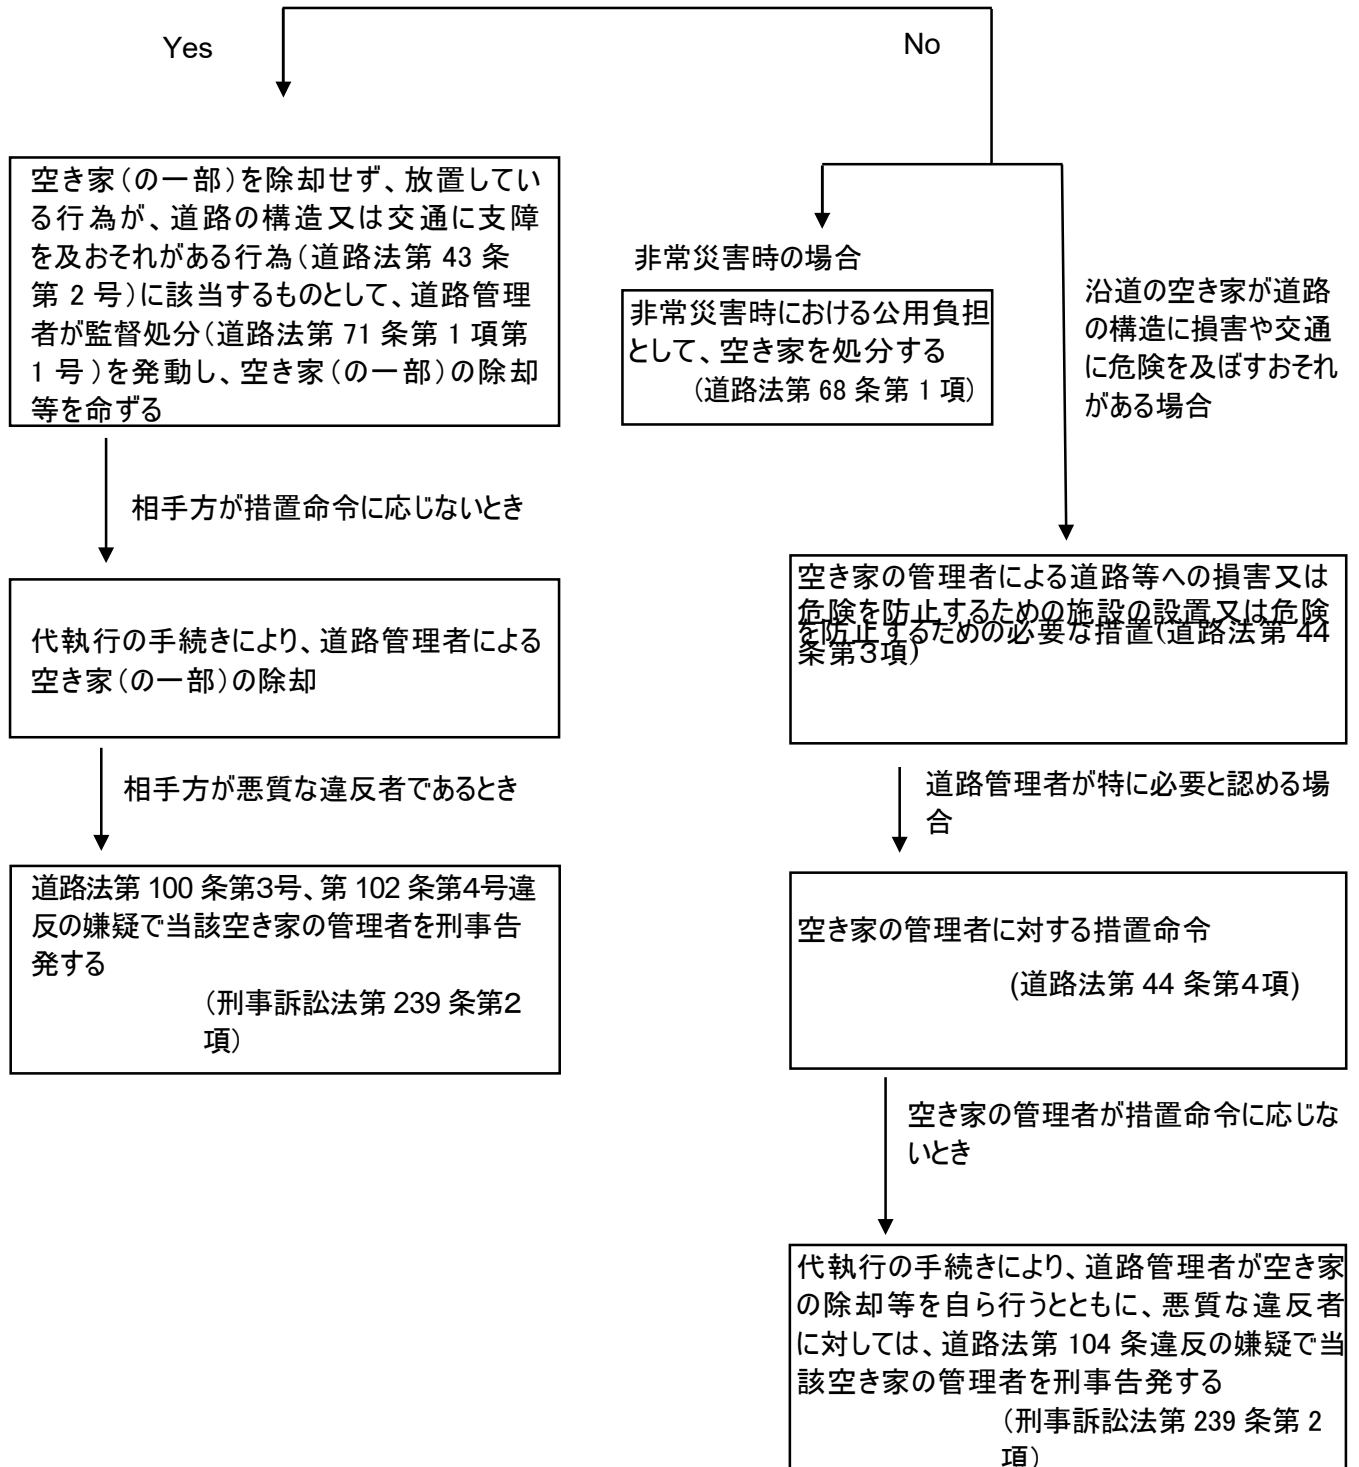 Yes
No
空き家（の一部）を除却せず、放置してい
る行為が、道路の構造又は交通に支障
を及おそれがある行為（道路法第 43 条
第 2 号）に該当するものとして、道路管理
者が監督処分（道路法第 71 条第 1 項第
1 号）を発動し、空き家（の一部）の除却
等を命ずる
相手方が措置命令に応じないとき
代執行の手続きにより、道路管理者による
空き家（の一部）の除却
相手方が悪質な違反者であるとき
道路法第 100 条第3号、第 102 条第4号違
反の嫌疑で当該空き家の管理者を刑事告
発する
（刑事訴訟法第 239 条第2
項）
非常災害時の場合
非常災害時における公用負担
として、空き家を処分する
（道路法第 68 条第 1 項）
沿道の空き家が道路
の構造に損害や交通
に危険を及ぼすおそれ
がある場合
空き家の管理者による道路等への損害又は
危険を防止するための施設の設置又は危険
を防止するための必要な措置（道路法第 44
条第3項）
道路管理者が特に必要と認める場
合
空き家の管理者に対する措置命令
(道路法第 44 条第4項)
空き家の管理者が措置命令に応じな
いとき
代執行の手続きにより、道路管理者が空き家
の除却等を自ら行うとともに、悪質な違反者
に対しては、道路法第 104 条違反の嫌疑で当
該空き家の管理者を刑事告発する
（刑事訴訟法第 239 条第 2
項）